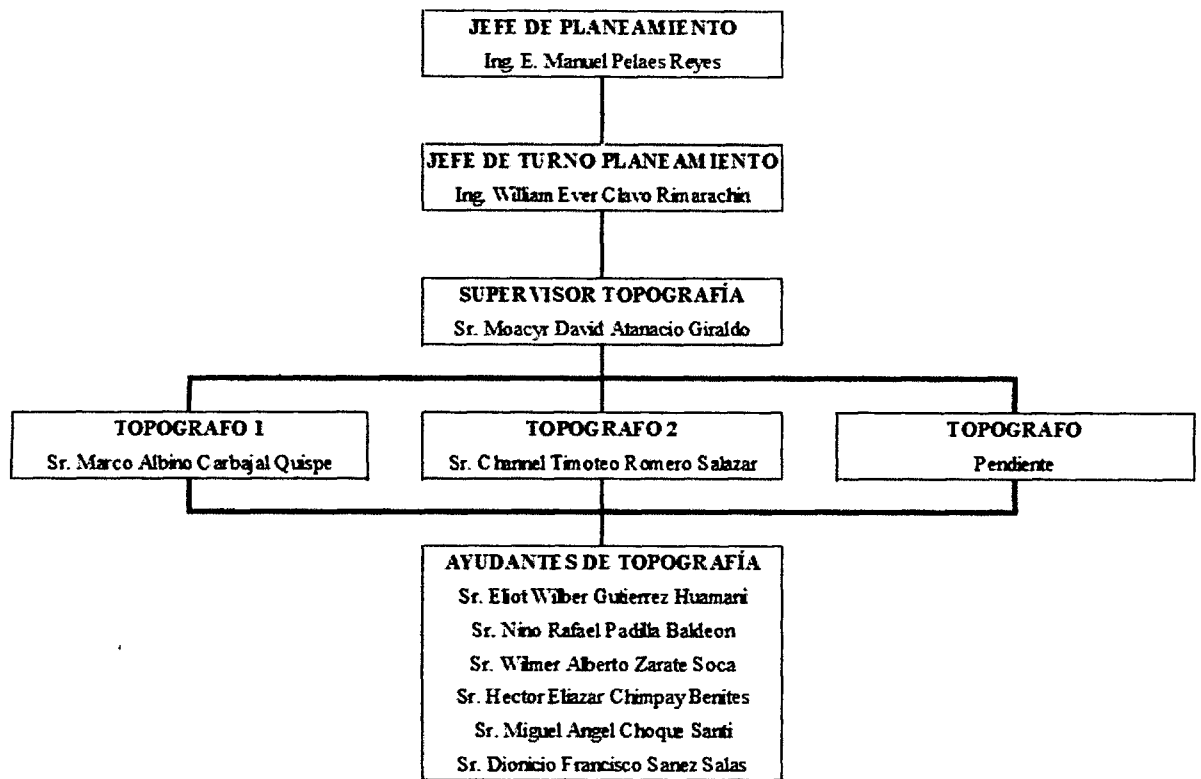 JEFE DE PLANEAMIENTO
Ing. E. Manuel Pelaes Reyes
JEFE DE TURNO PLANEAMIENTO
Ing. William Ever Clavo Rimarachin
SUPERVISOR TOPOGRAFÍA
Sr. Moacyr David Atanacio Giraldo
TOPOGRAFO 1
Sr. Marco Albino Carbajal Quispe
TOPOGRAFO 2
Sr. Channel Timoteo Romero Salazar
TOPOGRAFO
Pendiente
AYUDANTES DE TOPOGRAFÍA
Sr. Eliot Wilber Gutierrez Huamani
Sr. Nino Rafael Padilla Baldeon
Sr. Wilmer Alberto Zarate Soca
Sr. Hector Eliazar Chimpay Benites
Sr. Miguel Angel Choque Santi
Sr. Dionicio Francisco Sanez Salas